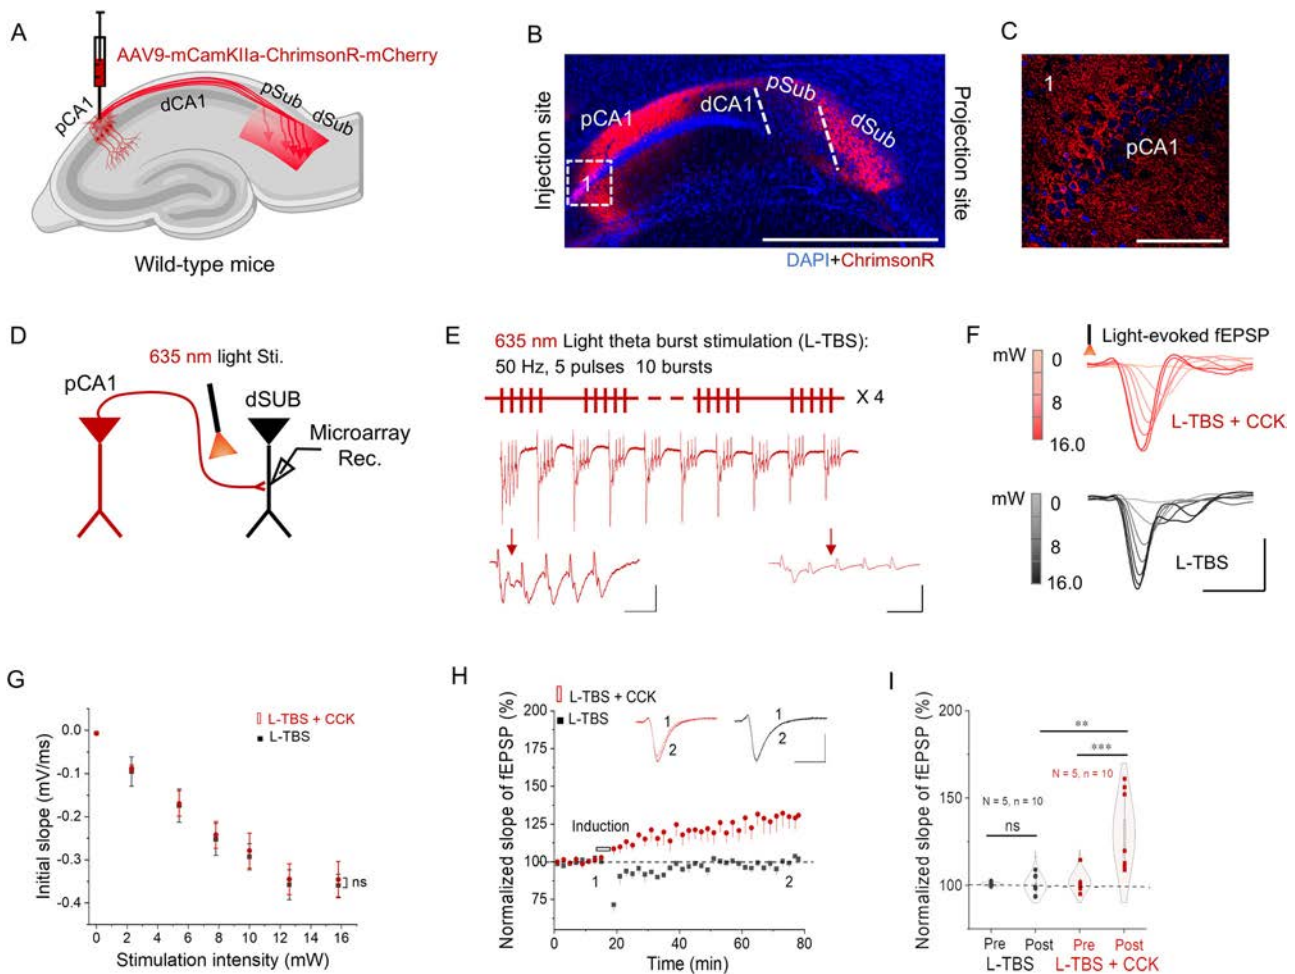 A
AAV9-mCamKIIa-ChrimsonR-mCherry
pCA1
dCA1
pSub
dSub
Wild-type mice
B
Injection site
pCA1
dCA1
pSub
dSub
1
Projection site
DAPI+ChrimsonR
C
1
pCA1
D
635 nm light Sti.
pCA1
dSUB
Microarray
Rec.
E
635 nm Light theta burst stimulation (L-TBS):
50 Hz, 5 pulses 10 bursts
X 4
F
Light-evoked fEPSP
mW
0
8
16.0
L-TBS + CCK
mW
0
8
16.0
L-TBS
G
L-TBS + CCK
L-TBS
Initial slope (mV/ms)
0.0
-0.1
-0.2
-0.3
-0.4
ns
0 2 4 6 8 10 12 14 16
Stimulation intensity (mW)
H
L-TBS + CCK
L-TBS
Normalized slope of fEPSP (%)
200
175
150
125
100
75
1
2
1
2
Induction
1
2
0 20 40 60 80
Time (min)
I
Normalized slope of fEPSP (%)
200
150
100
**
***
N = 5, n = 10
N = 5, n = 10
ns
Pre Post Pre Post
L-TBS L-TBS + CCK